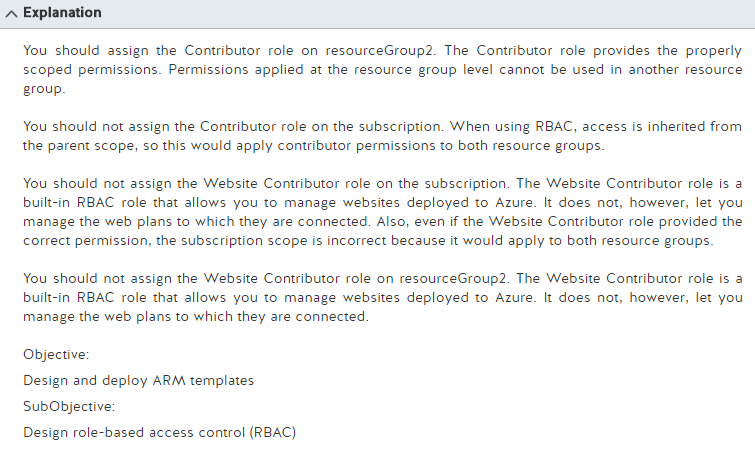 Explanation
You should assign the Contributor role on resourceGroup2. The Contributor role provides the properly
scoped permissions. Permissions applied at the resource group level cannot be used in another resource
group.
You should not assign the Contributor role on the subscription. When using RBAC, access is inherited from
the parent scope, so this would apply contributor permissions to both resource groups.
You should not assign the Website Contributor role on the subscription. The Website Contributor role is a
built-in RBAC role that allows you to manage websites deployed to Azure. It does not, however, let you
manage the web plans to which they are connected. Also, even if the Website Contributor role provided the
correct permission, the subscription scope is incorrect because it would apply to both resource groups.
You should not assign the Website Contributor role on resourceGroup2. The Website Contributor role is a
built-in RBAC role that allows you to manage websites deployed to Azure. It does not, however, let you
manage the web plans to which they are connected.
Objective:
Design and deploy ARM templates
SubObjective:
Design role-based access control (RBAC)